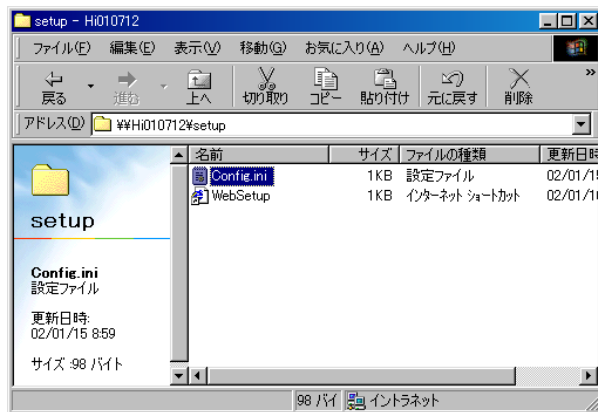 setup - Hi010712
ファイル(F) 編集(E) 表示(V) 移動(G) お気に入り(A) ヘルプ(H)
戻る 進む 上へ 切り取り コピー 貼り付け 元に戻す 削除 »
アドレス(D) ¥¥Hi010712¥setup
名前 サイズ ファイルの種類 更新日時
Config.ini 1KB 設定ファイル 02/01/15
WebSetup 1KB インターネット ショートカット 02/01/1
setup
Config.ini
設定ファイル
更新日時:
02/01/15 8:59
サイズ :98 バイト
98 バイ イントラネット